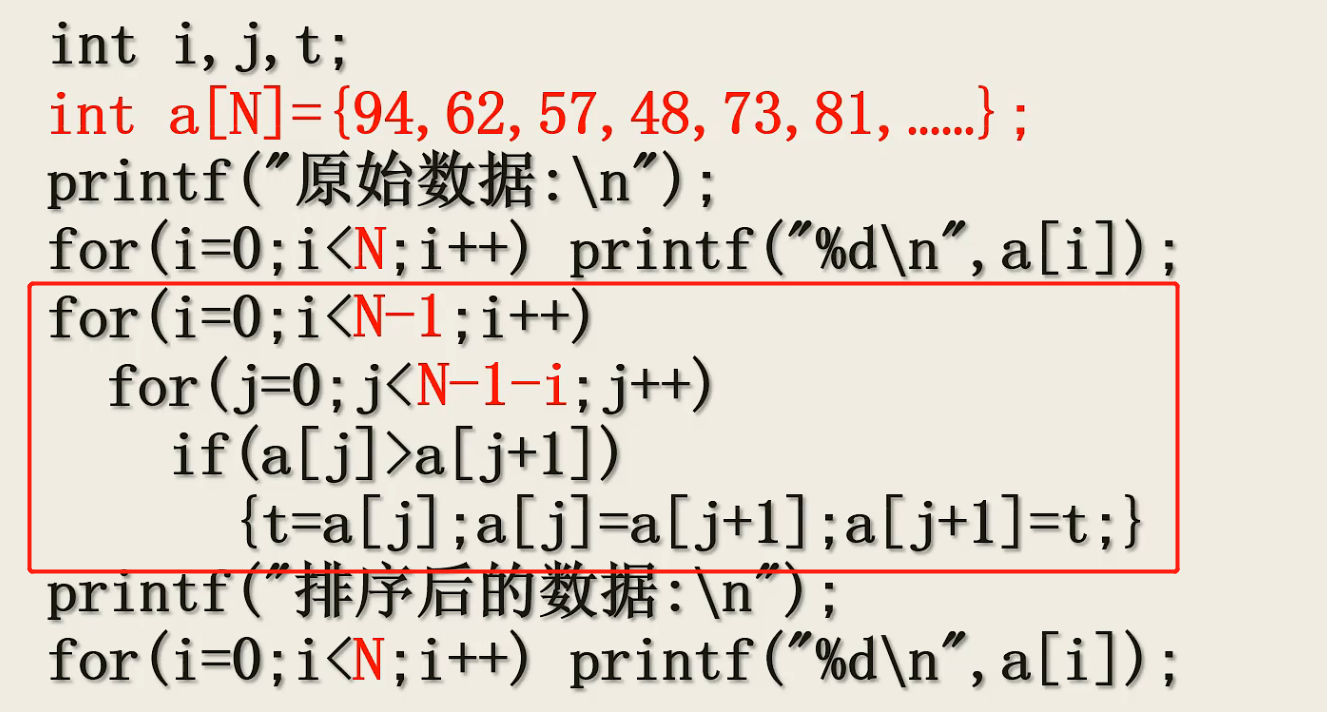 int i,j,t;
int a[N]={94,62,57,48,73,81,……};
printf("原始数据:\n");
for(i=0;i<N;i++) printf("%d\n",a[i]);
for(i=0;i<N-1;i++)
for(j=0;j<N-1-i;j++)
if(a[j]>a[j+1])
{t=a[j];a[j]=a[j+1];a[j+1]=t;}
printf("排序后的数据:\n");
for(i=0;i<N;i++) printf("%d\n",a[i]);